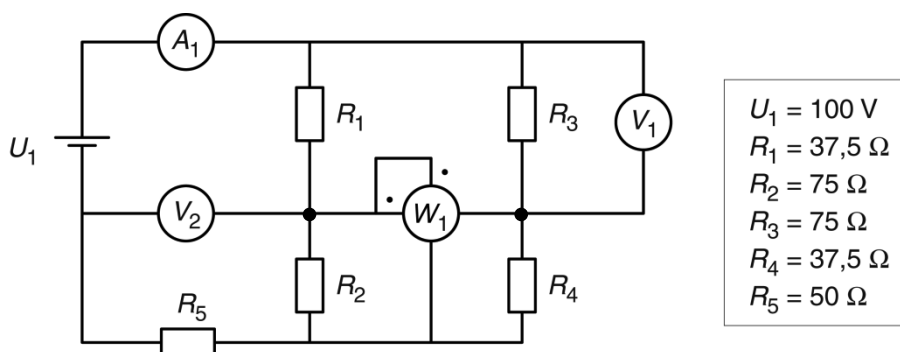 A₁
R₁
R₃
V₁
U₁
V₂
W₁
R₂
R₄
R₅
U₁ = 100 V
R₁ = 37,5 Ω
R₂ = 75 Ω
R₃ = 75 Ω
R₄ = 37,5 Ω
R₅ = 50 Ω